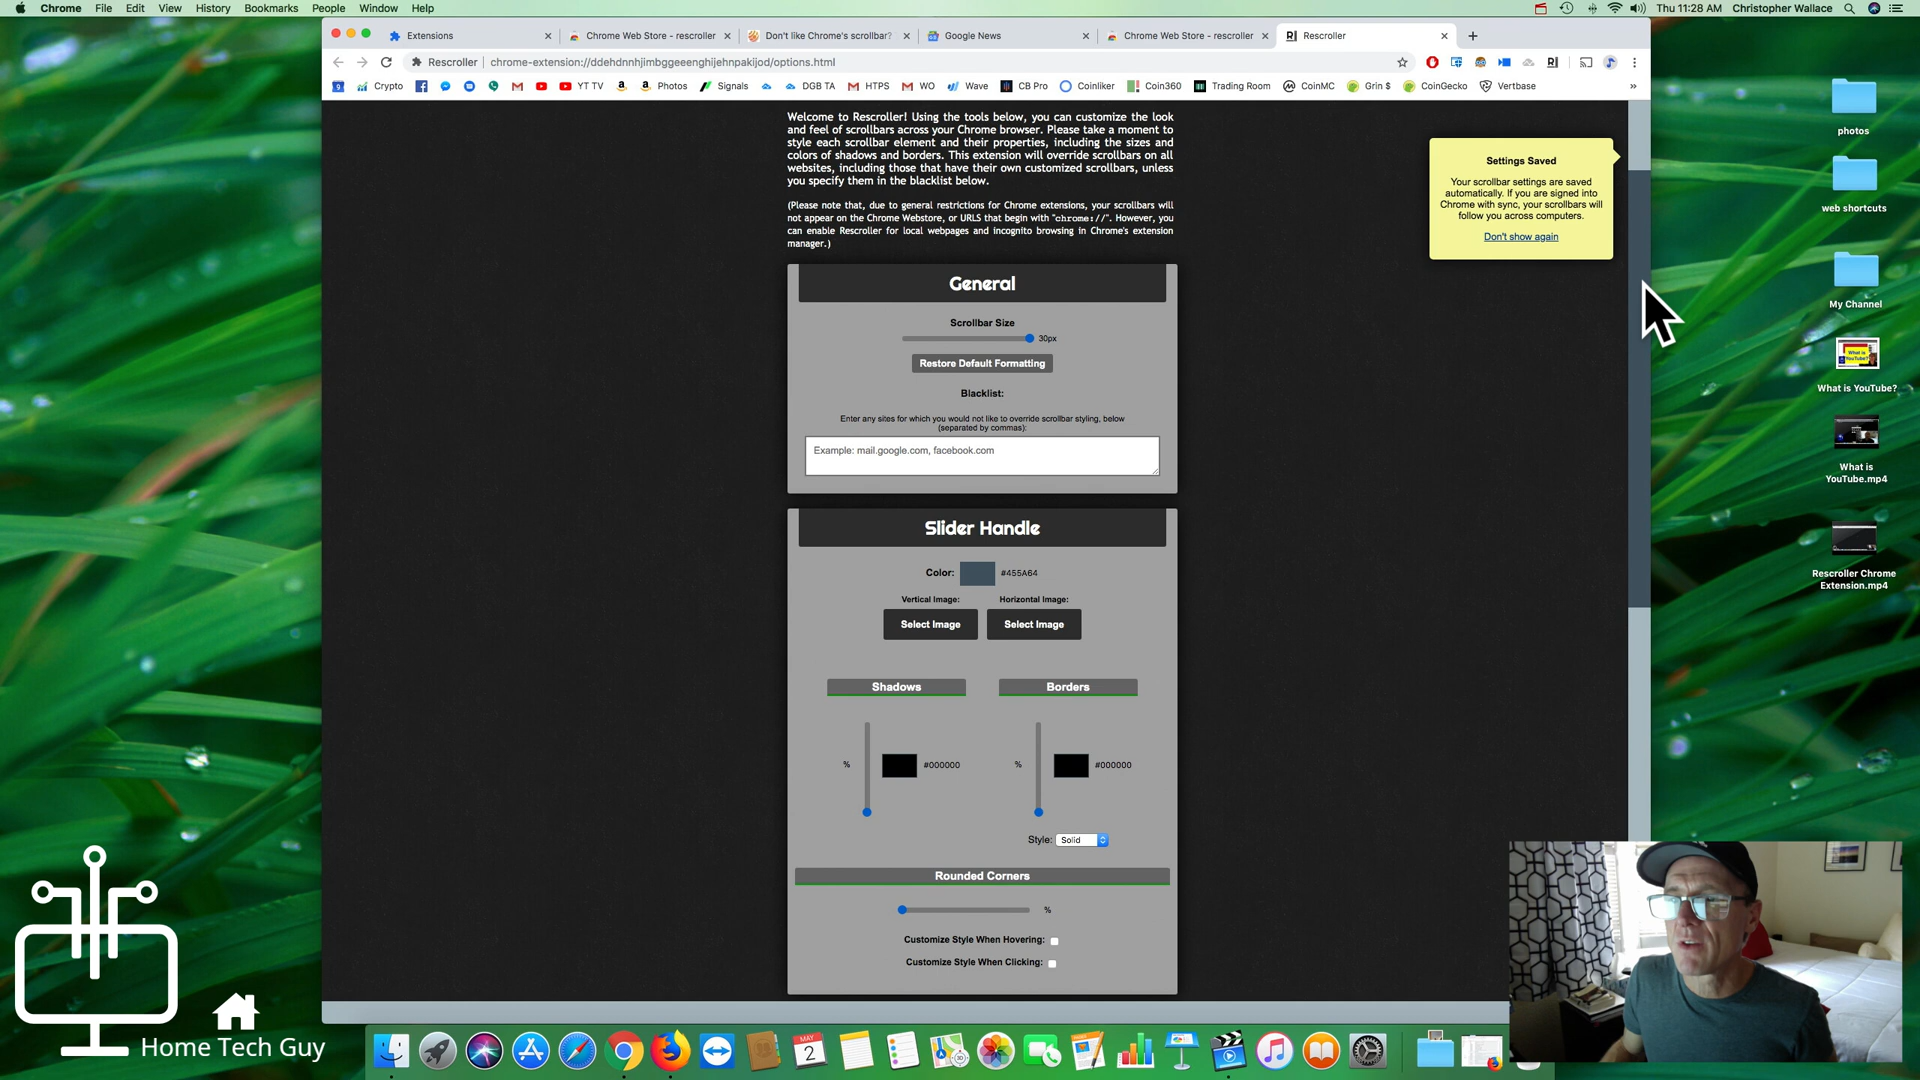 Chrome File Edit View History Bookmarks People Window Help
Thu 11:28 AM Christopher Wallace
Extensions
Chrome Web Store - rescroller
Don't like Chrome's scrollbar?
Google News
Chrome Web Store - rescroller
Rescroller
Rescroller chrome-extension://ddehdnnhjimbggeeenghijehnpakijod/options.html
Crypto YT TV Photos Signals DGB TA HTPS WO Wave CB Pro Coinliker Coin360 Trading Room CoinMC Grin $ CoinGecko Vertbase
Welcome to Rescroller! Using the tools below, you can customize the look
and feel of scrollbars across your Chrome browser. Please take a moment to
style each scrollbar element and their properties, including the sizes and
colors of shadows and borders. This extension will override scrollbars on all
websites, including those that have their own customized scrollbars, unless
you specify them in the blacklist below.
(Please note that, due to general restrictions for Chrome extensions, your scrollbars will
not appear on the Chrome Webstore, or URLS that begin with "chrome://". However, you
can enable Rescroller for local webpages and incognito browsing in Chrome's extension
manager.)
Settings Saved
Your scrollbar settings are saved
automatically. If you are signed into
Chrome with sync, your scrollbars will
follow you across computers.
Don't show again
General
Scrollbar Size
30px
Restore Default Formatting
Blacklist:
Enter any sites for which you would not like to override scrollbar styling, below
(separated by commas):
Example: mail.google.com, facebook.com
Slider Handle
Color: #455A64
Vertical Image: Horizontal Image:
Select Image Select Image
Shadows Borders
% #000000 % #000000
Style: Solid
Rounded Corners
%
Customize Style When Hovering:
Customize Style When Clicking:
photos
web shortcuts
My Channel
What is YouTube?
What is
YouTube.mp4
Rescroller Chrome
Extension.mp4
Home Tech Guy
MAY
2